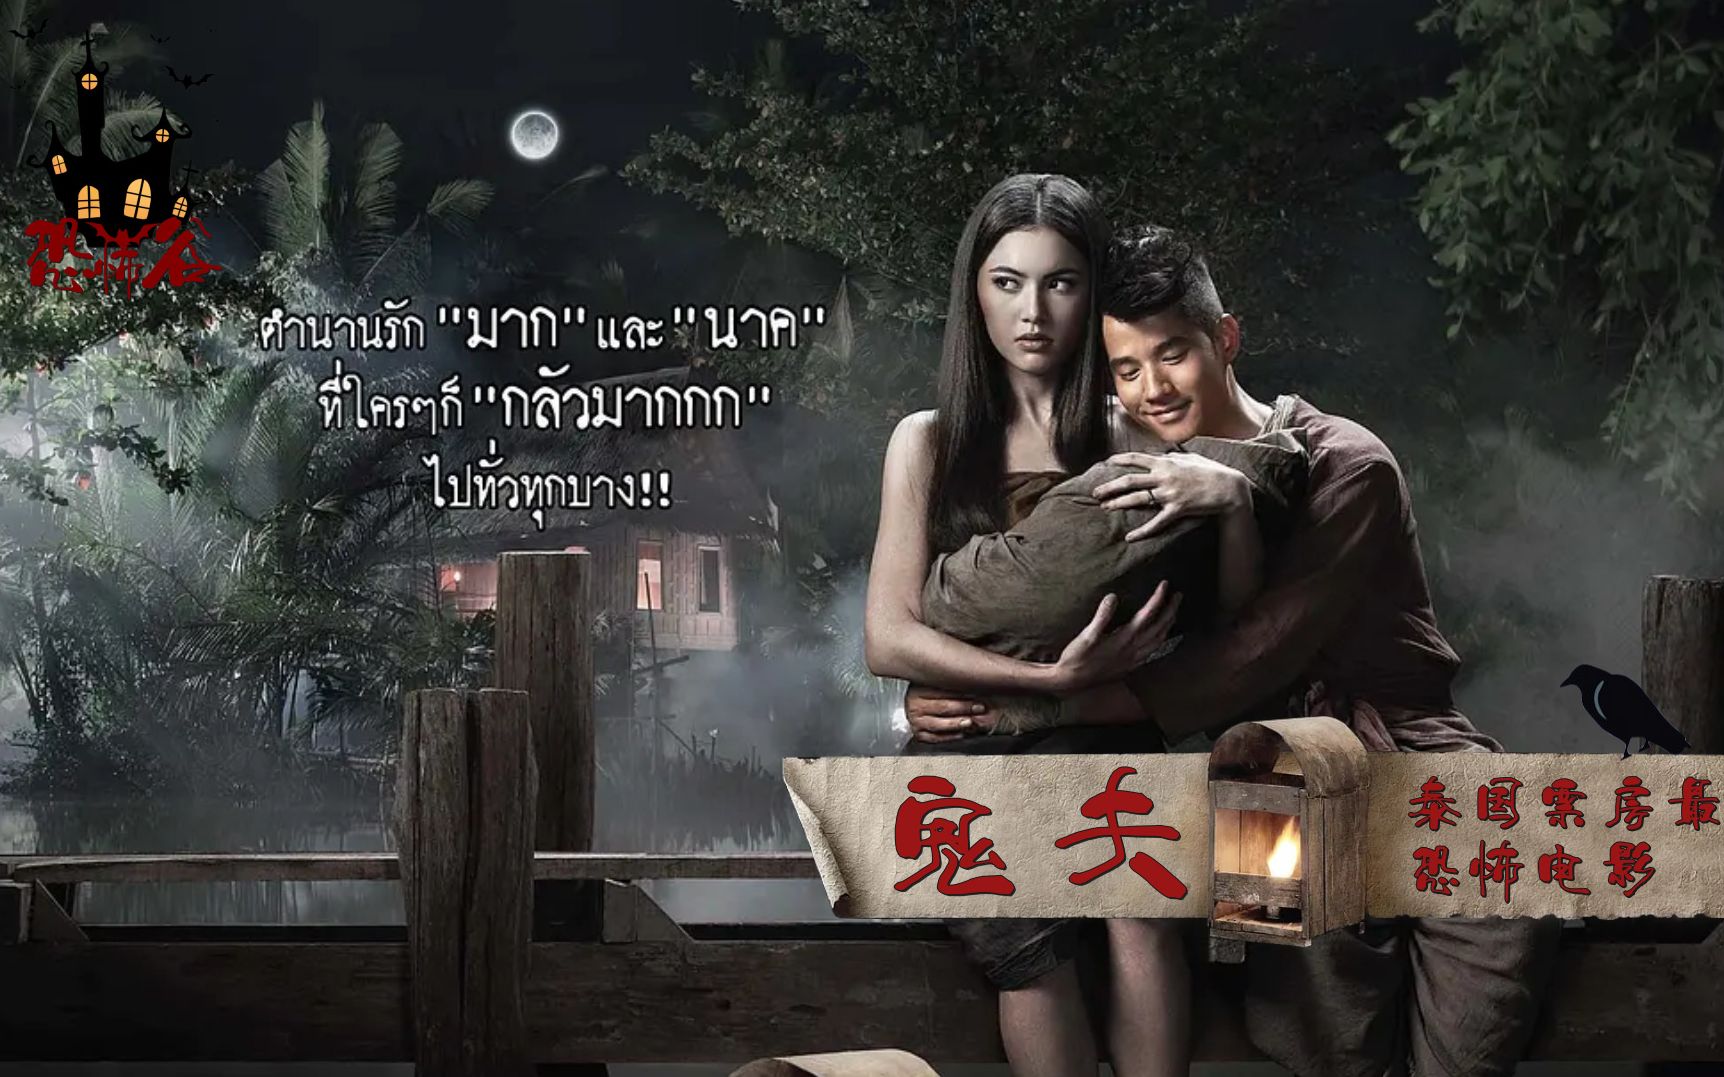 恐怖谷
ตำนานรัก "มาก" และ "นาค"
ที่ใครๆก็ "กลัวมากกก"
ไปทั่วทุกบาง!!
鬼夫
泰国票房最
恐怖电影